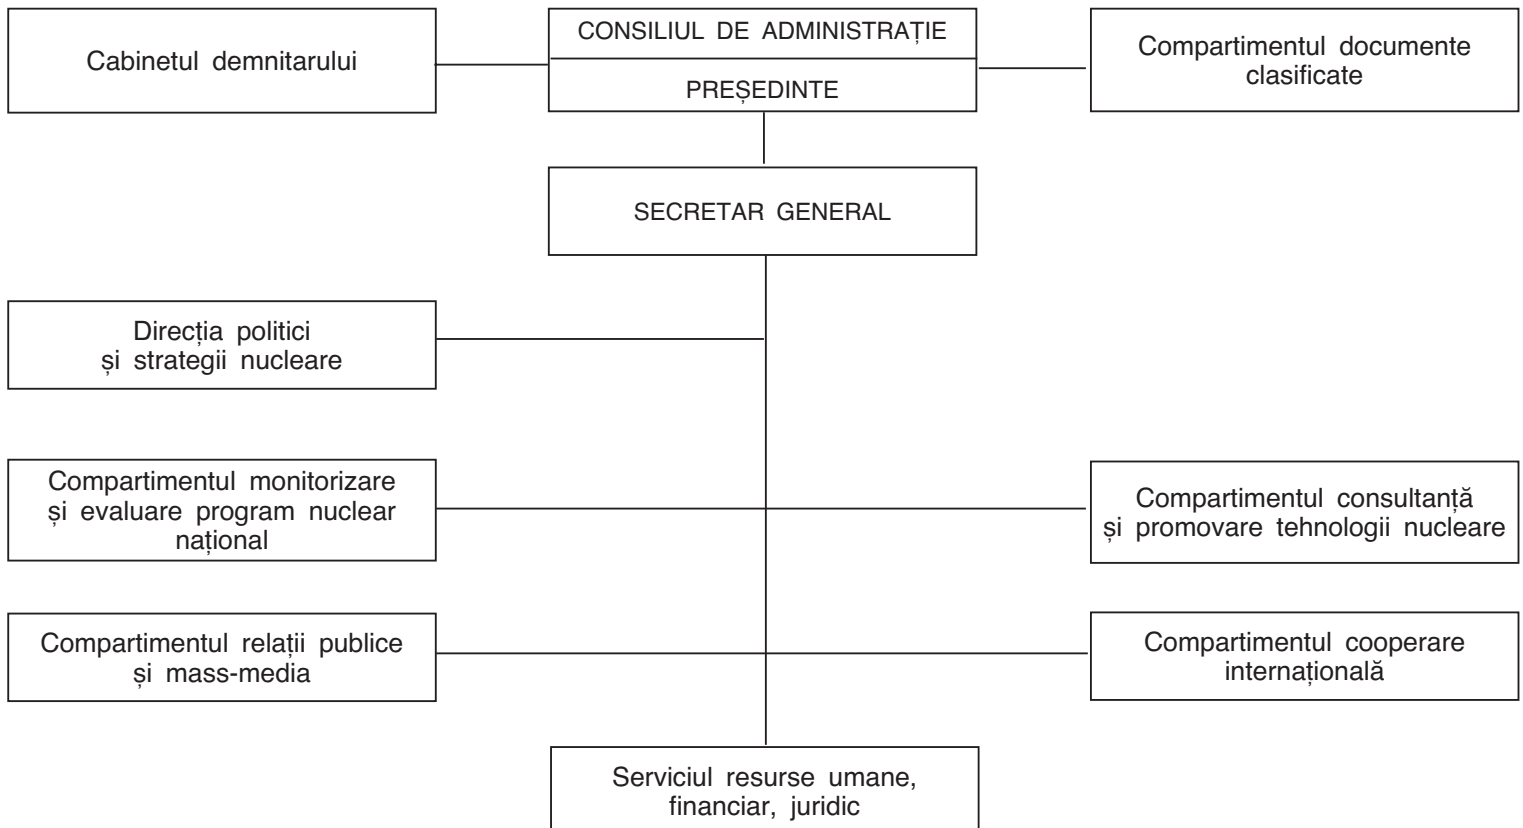 Cabinetul demnitarului
CONSILIUL DE ADMINISTRAȚIE
PREȘEDINTE
Compartimentul documente
clasificate
SECRETAR GENERAL
Direcția politici
și strategii nucleare
Compartimentul monitorizare
și evaluare program nuclear
național
Compartimentul consultanță
și promovare tehnologii nucleare
Compartimentul relații publice
și mass-media
Compartimentul cooperare
internațională
Serviciul resurse umane,
financiar, juridic